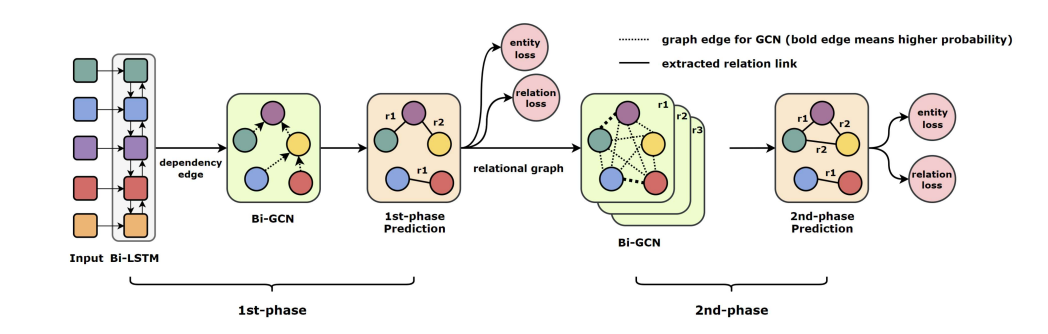 entity
loss
relation
loss
graph edge for GCN (bold edge means higher probability)
extracted relation link
r1
r2
r1
dependency
edge
relational graph
r1
r2
r3
r1
r2
r1
entity
loss
relation
loss
Input
Bi-LSTM
Bi-GCN
1st-phase
Prediction
Bi-GCN
2nd-phase
Prediction
1st-phase
2nd-phase